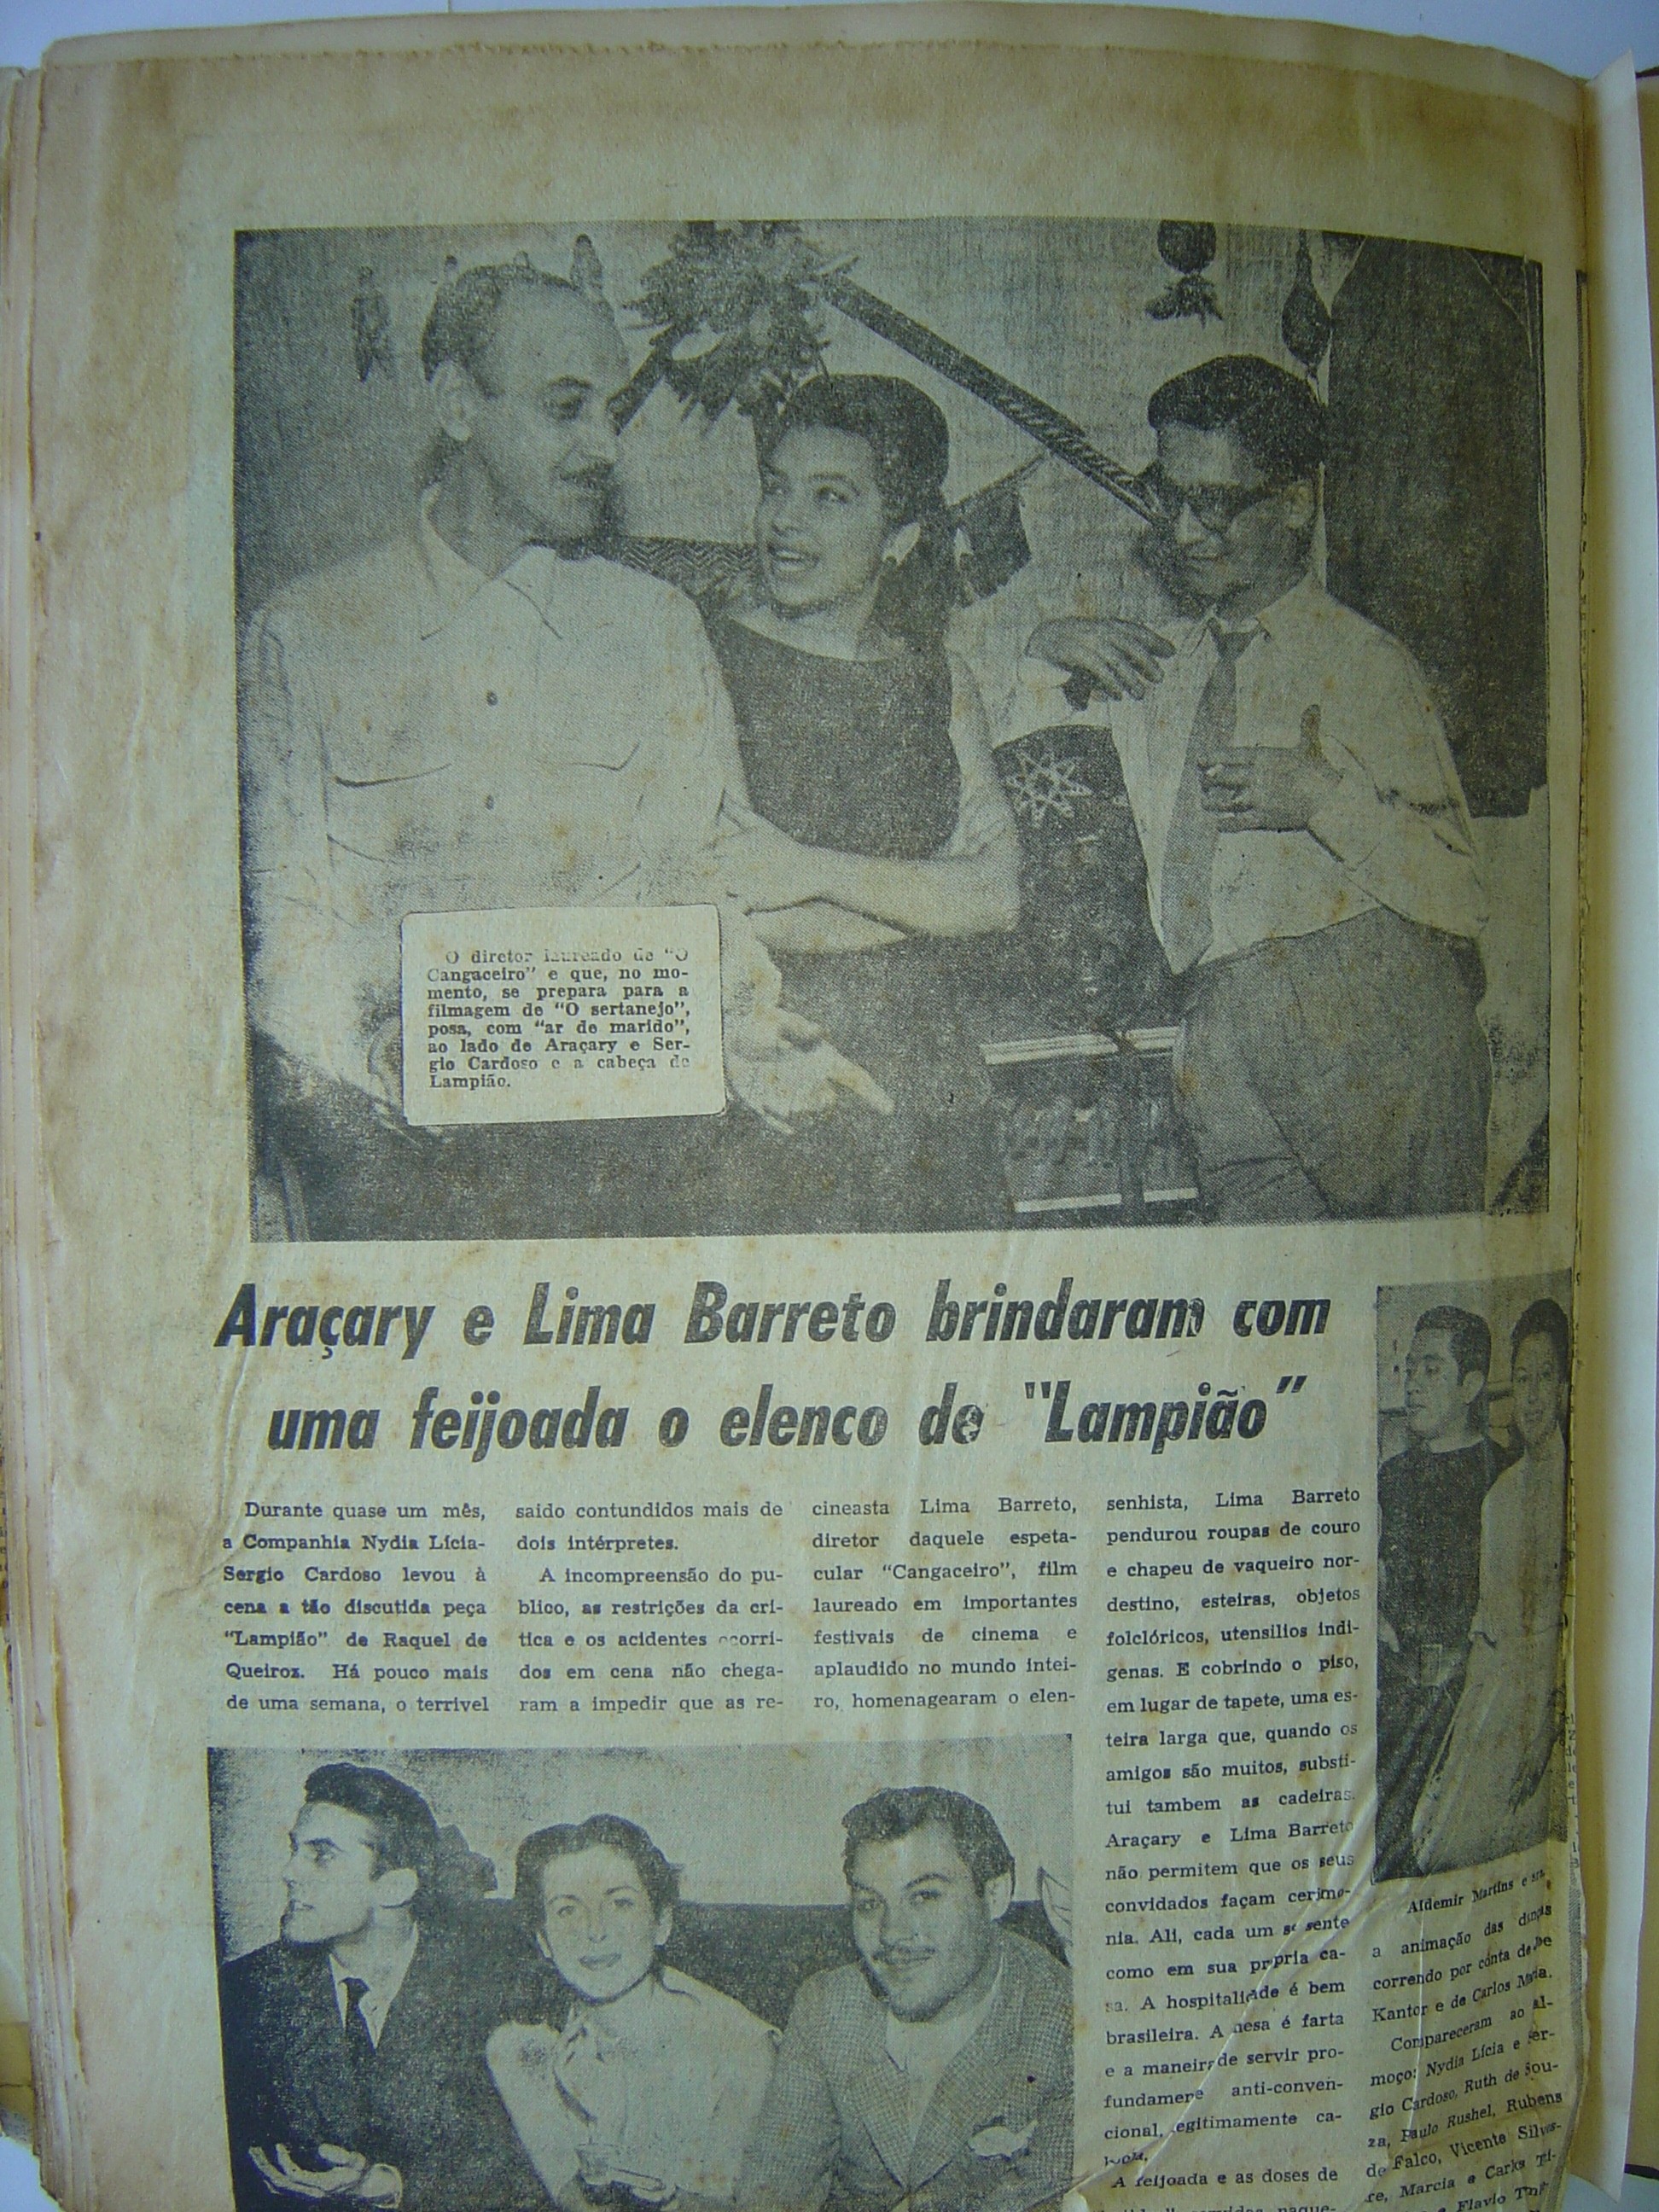 O diretor laureado de "O
Cangaceiro" e que, no mo-
mento, se prepara para a
filmagem de "O sertanejo",
posa, com "ar de marido",
ao lado de Araçary e Ser-
gio Cardoso e a cabeça de
Lampião.
Araçary e Lima Barreto brindaram com
uma feijoada o elenco de "Lampião"
Durante quase um mês,
a Companhia Nydia Lícia-
Sergio Cardoso levou à
cena a tão discutida peça
"Lampião" de Raquel de
Queiroz. Há pouco mais
de uma semana, o terrivel
saido contundidos mais de
dois intérpretes.
A incompreensão do pu-
blico, as restrições da cri-
tica e os acidentes ocorri-
dos em cena não chega-
ram a impedir que as re-
cineasta Lima Barreto,
diretor daquele espeta-
cular "Cangaceiro", film
laureado em importantes
festivais de cinema e
aplaudido no mundo intei-
ro, homenagearam o elen-
senhista, Lima Barreto
pendurou roupas de couro
e chapeu de vaqueiro nor-
destino, esteiras, objetos
folclóricos, utensilios indi-
genas. E cobrindo o piso,
em lugar de tapete, uma es-
teira larga que, quando os
amigos são muitos, substi-
tui tambem as cadeiras.
Araçary e Lima Barreto
não permitem que os seus
convidados façam cerimo-
nia. Ali, cada um se sente
como em sua propria ca-
sa. A hospitalidade é bem
brasileira. A mesa é farta
e a maneira de servir pro-
fundamente anti-conven-
cional, legitimamente ca-
A feijoada e as doses de
Aldemir Martins e sra.
a animação das danças
correndo por conta de
Kantor e de Carlos
Compareceram ao al-
moço: Nydia Lícia e Ser-
gio Cardoso, Ruth de Sou-
za, Paulo Rushel, Rubens
de Falco, Vicente Silves-
re, Marcia e Carlos
Flavio